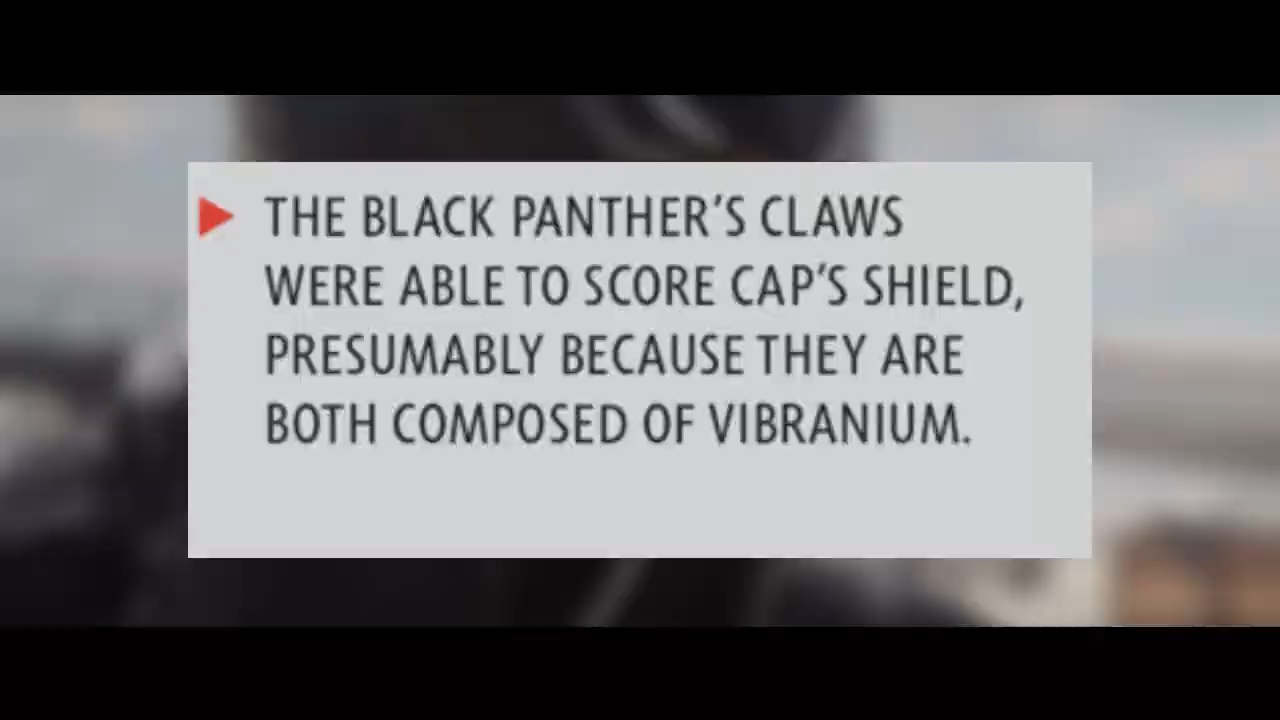 THE BLACK PANTHER’S CLAWS
WERE ABLE TO SCORE CAP’S SHIELD,
PRESUMABLY BECAUSE THEY ARE
BOTH COMPOSED OF VIBRANIUM.